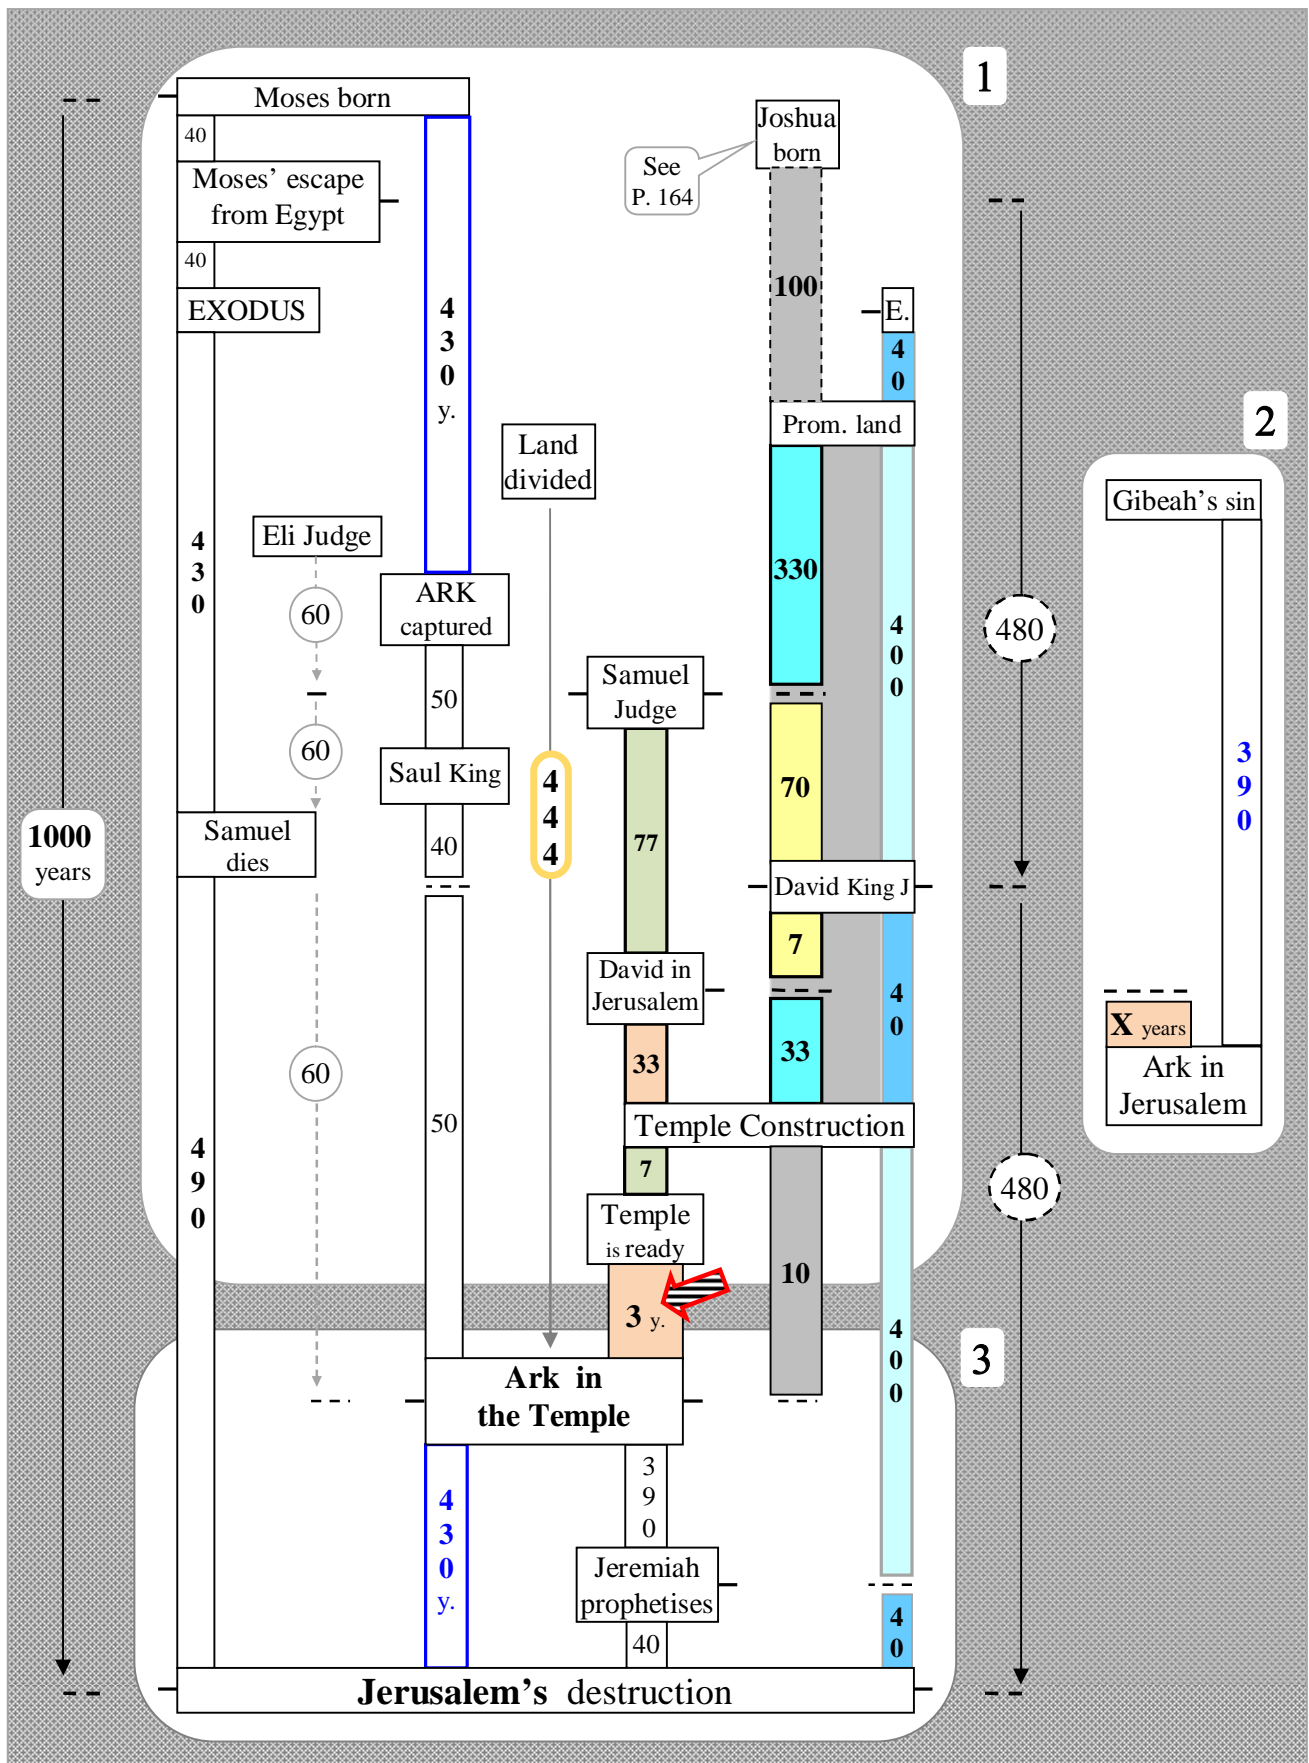 1
Moses born
40
Moses’ escape
from Egypt
40
EXODUS
4
3
0
4
9
0
4
3
0
y.
Eli Judge
60
60
Samuel
dies
60
ARK
captured
50
Saul King
40
50
Land
divided
4
4
4
See
P. 164
Joshua
born
100
E.
4
0
Prom. land
330
4
0
0
Samuel
Judge
77
70
David King J
7
David in
Jerusalem
33
33
4
0
Temple Construction
7
Temple
is ready
3 y.
10
4
0
0
1000
years
480
480
2
Gibeah’s sin
3
9
0
X years
Ark in
Jerusalem
3
Ark in
the Temple
4
3
0
y.
3
9
0
Jeremiah
prophetises
40
4
0
Jerusalem’s destruction